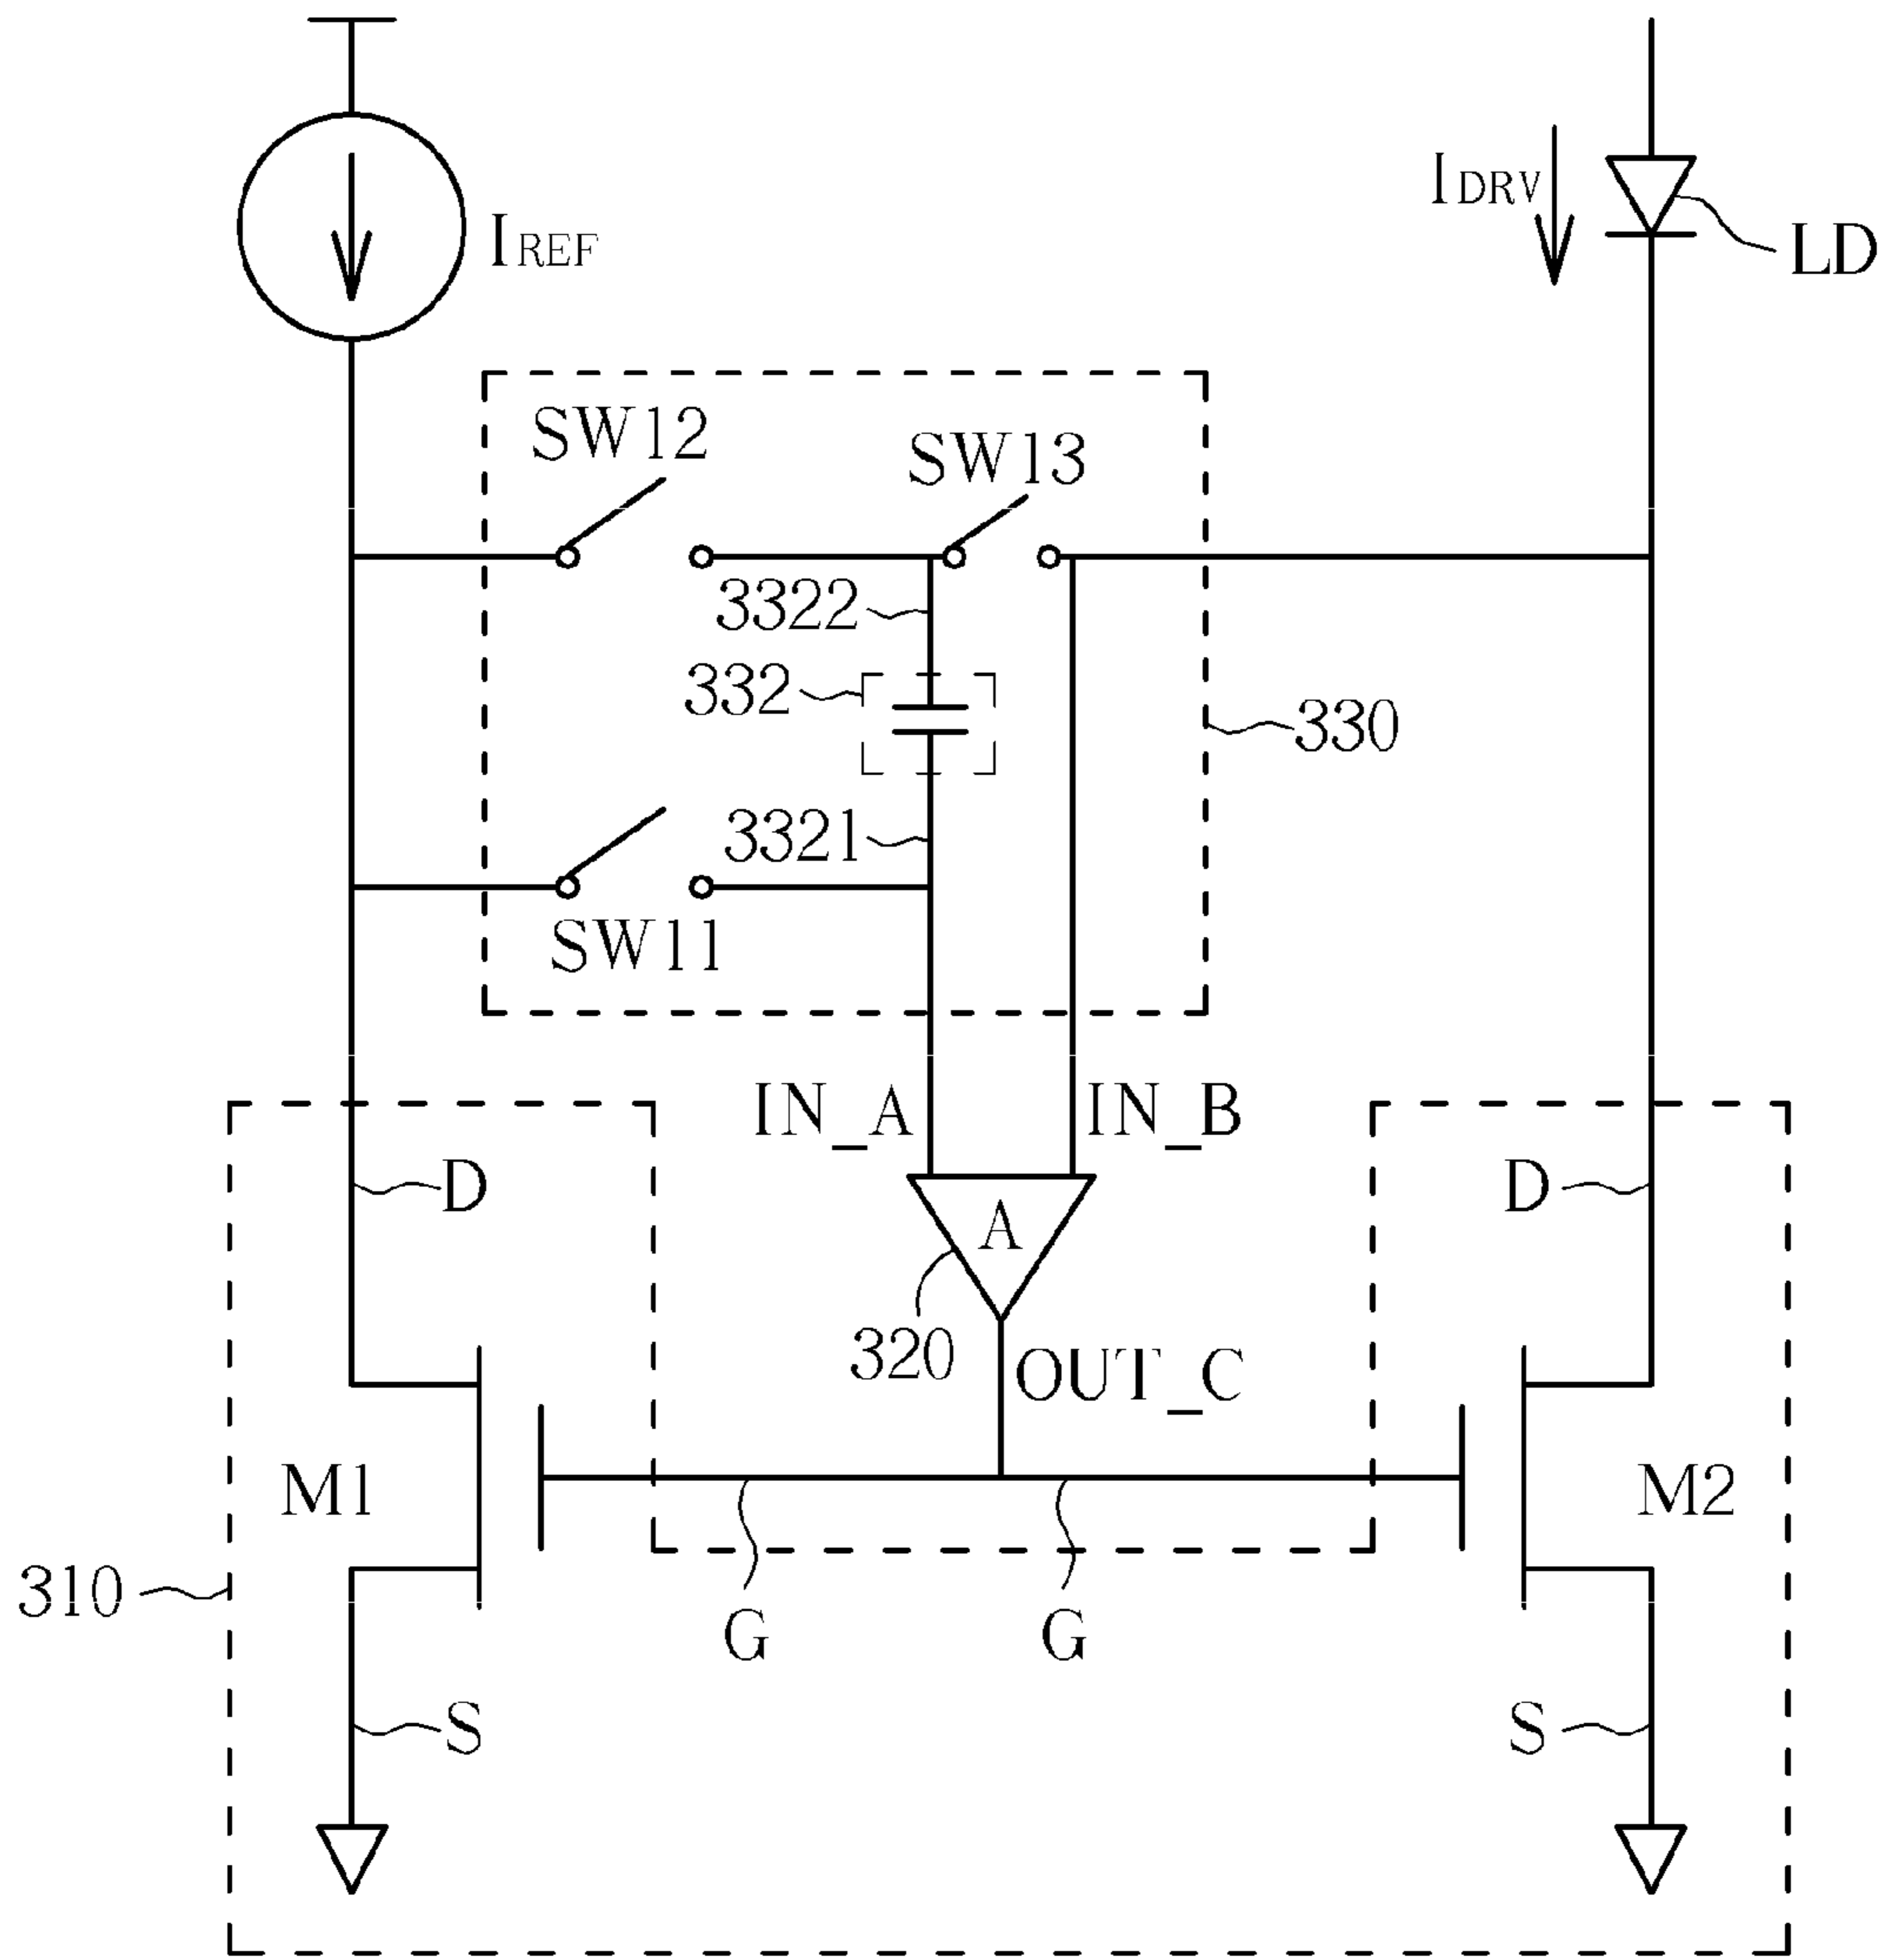 IREF
IDRV
LD
SW12
SW13
3322
332
330
3321
SW11
IN_A
IN_B
D
D
A
320
OUT_C
M1
M2
310
G
G
S
S